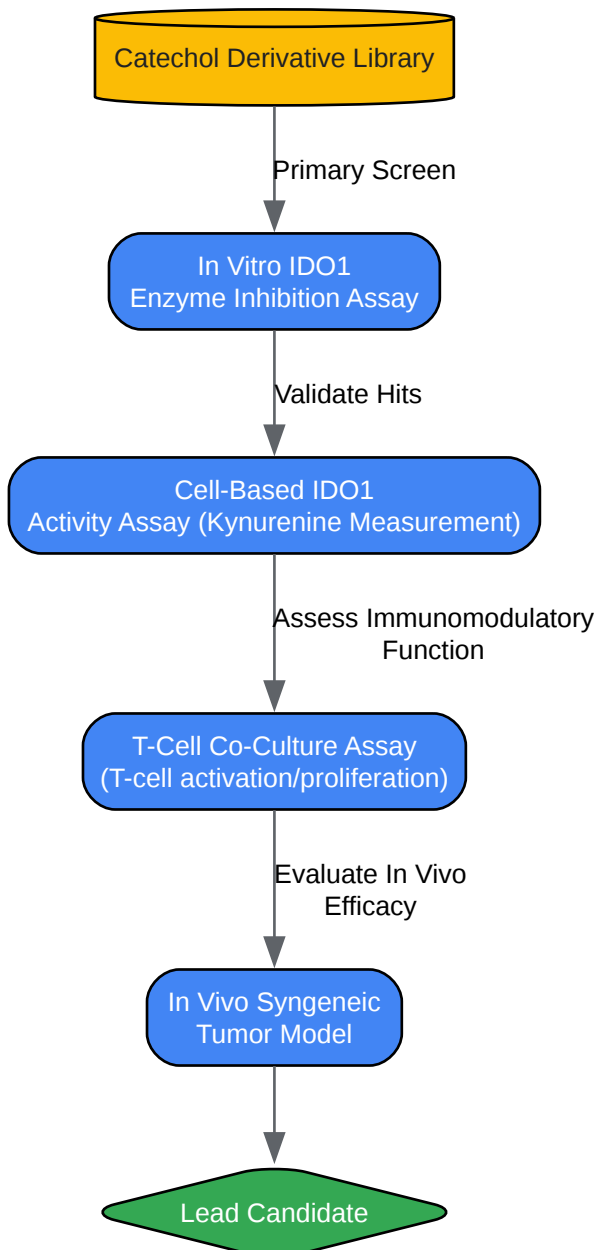 Catechol Derivative Library
Primary Screen
In Vitro IDO1
Enzyme Inhibition Assay
Validate Hits
Cell-Based IDO1
Activity Assay (Kynurenine Measurement)
Assess Immunomodulatory
Function
T-Cell Co-Culture Assay
(T-cell activation/proliferation)
Evaluate In Vivo
Efficacy
In Vivo Syngeneic
Tumor Model
Lead Candidate